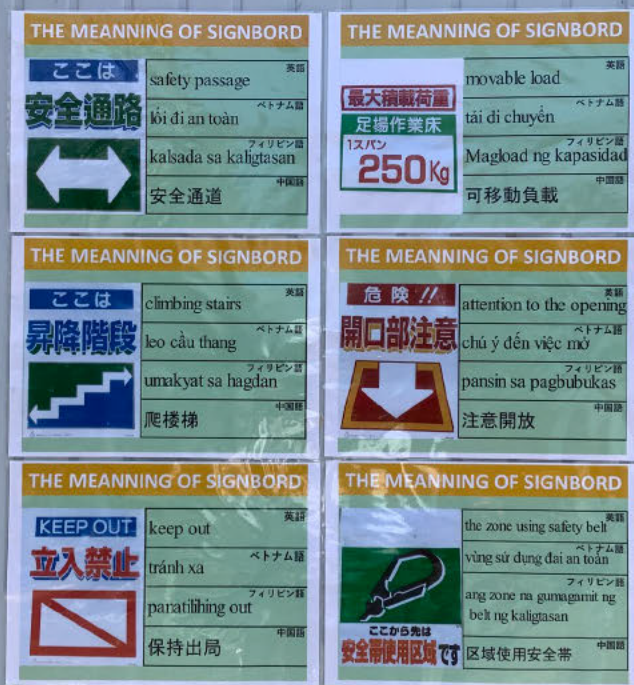 THE MEANNING OF SIGNBORD
ここは
安全通路
英語
safety passage
ベトナム語
lối đi an toàn
フィリピン語
kalsada sa kaligtasan
中国語
安全通道
THE MEANNING OF SIGNBORD
最大積載荷重
足場作業床
1スパン
250Kg
英語
movable load
ベトナム語
tải di chuyển
フィリピン語
Magload ng kapasidad
中国語
可移動負載
THE MEANNING OF SIGNBORD
ここは
昇降階段
英語
climbing stairs
ベトナム語
leo cầu thang
フィリピン語
umakyat sa hagdan
中国語
爬楼梯
THE MEANNING OF SIGNBORD
危険!!
開口部注意
英語
attention to the opening
ベトナム語
chú ý đến việc mở
フィリピン語
pansin sa pagbubukas
中国語
注意開放
THE MEANNING OF SIGNBORD
KEEP OUT
立入禁止
英語
keep out
ベトナム語
tránh xa
フィリピン語
panatilihing out
中国語
保持出局
THE MEANNING OF SIGNBORD
ここから先は
安全帯使用区域です
英語
the zone using safety belt
ベトナム語
vùng sử dụng đai an toàn
フィリピン語
ang zone na gumagamit ng
belt ng kaligtasan
中国語
区域使用安全帯